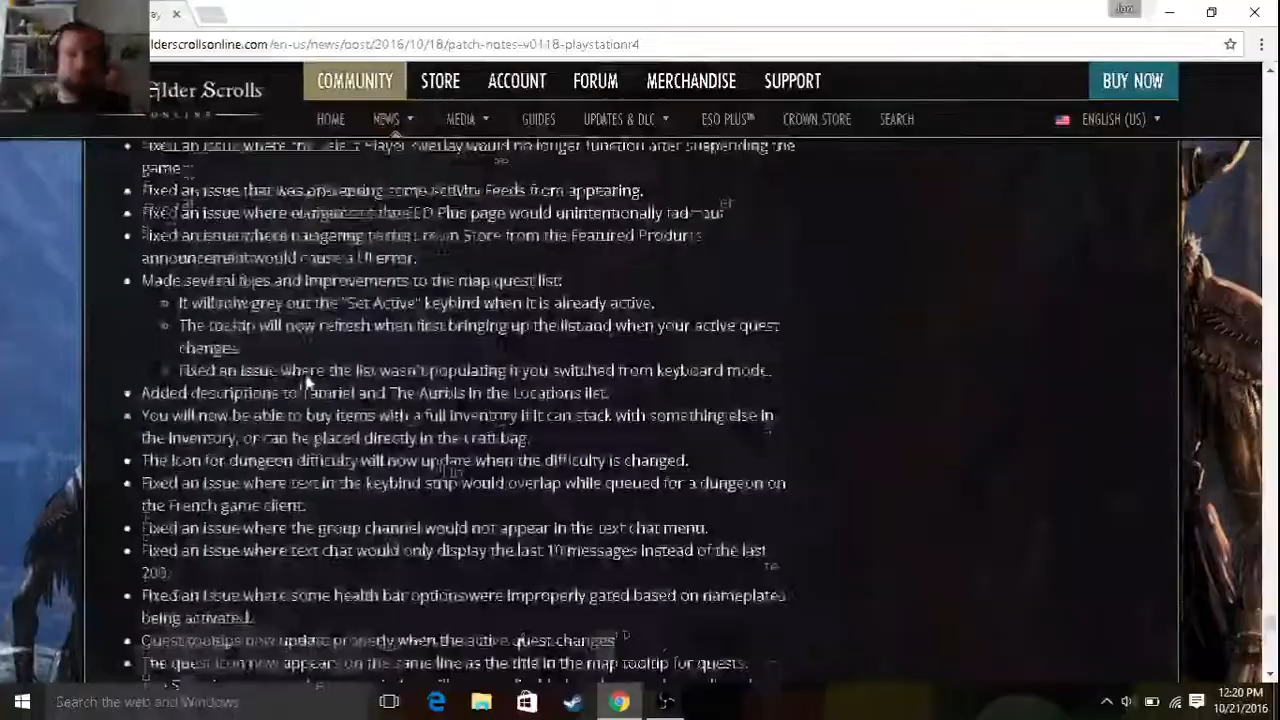 Jon
lderscrollsonline.com/en-us/news/post/2016/10/18/patch-notes-v0118-playstationr4
Elder Scrolls
ONLINE
COMMUNITY STORE ACCOUNT FORUM MERCHANDISE SUPPORT BUY NOW
HOME NEWS MEDIA GUIDES UPDATES & DLC ESO PLUS™ CROWN STORE SEARCH ENGLISH (US)
Fixed an issue where the Select Player overlay would no longer function after suspending the
game.
Fixed an issue that was preventing some Activity Feeds from appearing.
Fixed an issue where the ESO Plus page would unintentionally fade out
Fixed an issue where navigating to the Crown Store from the Featured Products
announcement would cause a UI error.
Made several fixes and improvements to the map quest list:
It will now grey out the "Set Active" keybind when it is already active.
The tooltip will now refresh when first bringing up the list and when your active quest
changes.
Fixed an issue where the list wasn't populating if you switched from keyboard mode.
Added descriptions to Tamriel and The Aurbis in the Locations list.
You will now be able to buy items with a full inventory if it can stack with something else in
the inventory, or can be placed directly in the craft bag.
The icon for dungeon difficulty will now update when the difficulty is changed.
Fixed an issue where text in the keybind strip would overlap while queued for a dungeon on
the French game client.
Fixed an issue where the group channel would not appear in the text chat menu.
Fixed an issue where text chat would only display the last 10 messages instead of the last
200.
Fixed an issue where some health bar options were improperly gated based on nameplates
being activated.
Quest tooltips now update properly when the active quest changes
The quest icon now appears on the same line as the title in the map tooltip for quests.
Search the web and Windows
12:20 PM
10/21/2016